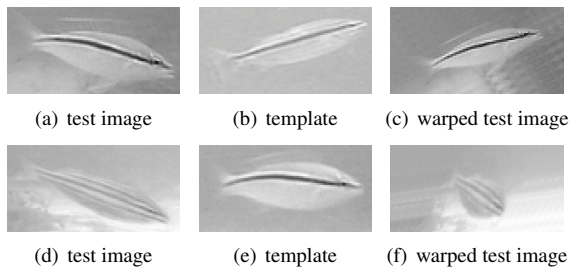 (a) test image (b) template (c) warped test image
(d) test image (e) template (f) warped test image